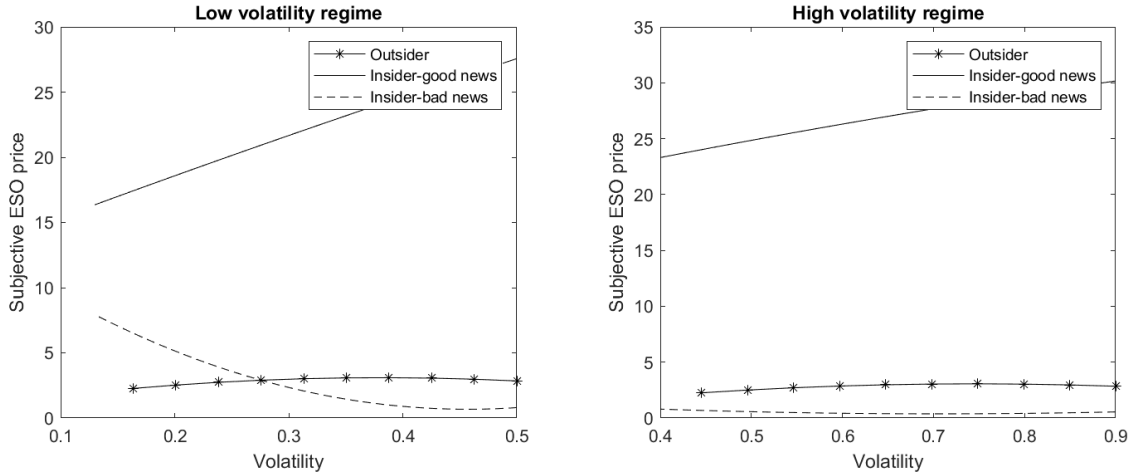 Low volatility regime
30
25
20
15
10
5
0
0.1 0.2 0.3 0.4 0.5
Subjective ESO price
Volatility
Outsider
Insider-good news
Insider-bad news
High volatility regime
35
30
25
20
15
10
5
0
0.4 0.5 0.6 0.7 0.8 0.9
Subjective ESO price
Volatility
Outsider
Insider-good news
Insider-bad news